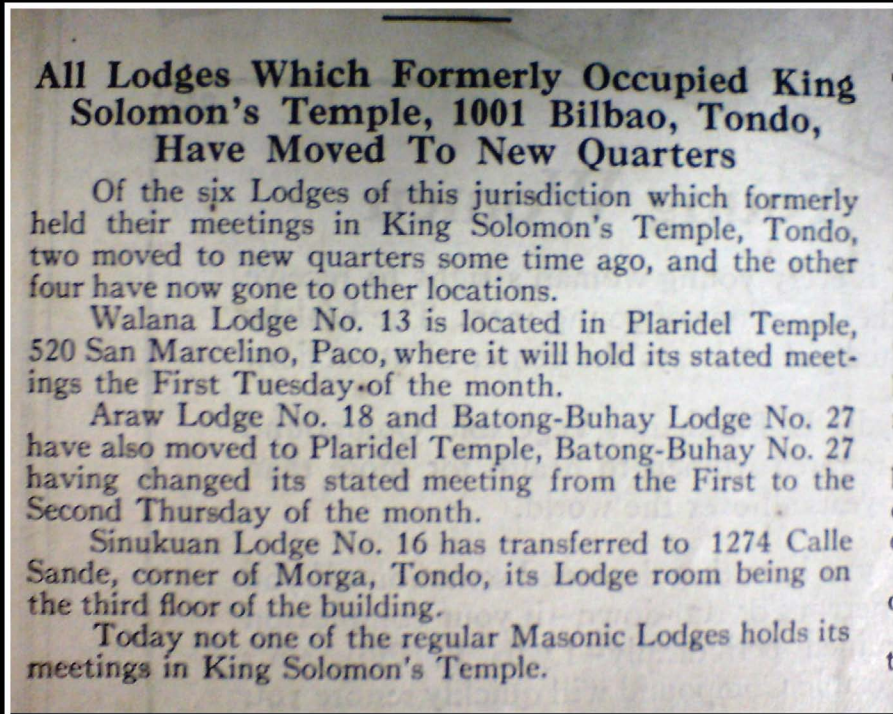 All Lodges Which Formerly Occupied King
Solomon's Temple, 1001 Bilbao, Tondo,
Have Moved To New Quarters
Of the six Lodges of this jurisdiction which formerly
held their meetings in King Solomon's Temple, Tondo,
two moved to new quarters some time ago, and the other
four have now gone to other locations.
Walana Lodge No. 13 is located in Plaridel Temple,
520 San Marcelino, Paco, where it will hold its stated meet-
ings the First Tuesday of the month.
Araw Lodge No. 18 and Batong-Buhay Lodge No. 27
have also moved to Plaridel Temple, Batong-Buhay No. 27
having changed its stated meeting from the First to the
Second Thursday of the month.
Sinukuan Lodge No. 16 has transferred to 1274 Calle
Sande, corner of Morga, Tondo, its Lodge room being on
the third floor of the building.
Today not one of the regular Masonic Lodges holds its
meetings in King Solomon's Temple.